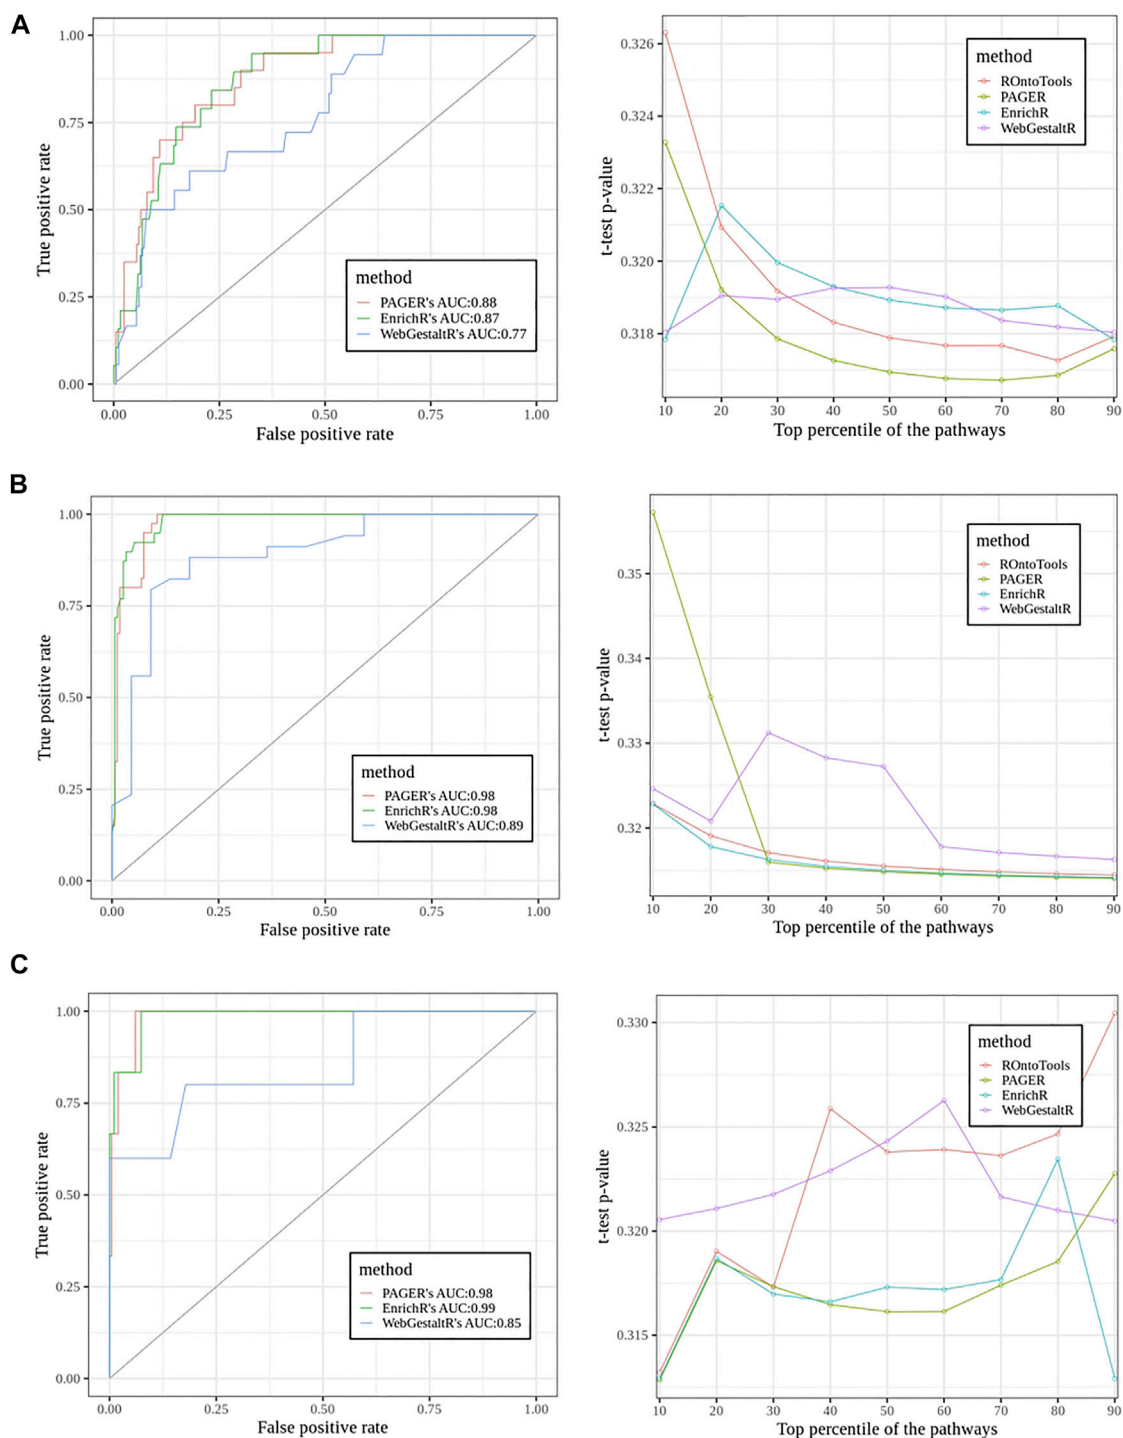 A
1.00
0.75
0.50
0.25
0.00
True positive rate
0.00 0.25 0.50 0.75 1.00
False positive rate
method
PAGER's AUC:0.88
EnrichR's AUC:0.87
WebGestaltR's AUC:0.77
0.326
0.324
0.322
0.320
0.318
t-test p-value
10 20 30 40 50 60 70 80 90
Top percentile of the pathways
method
ROntoTools
PAGER
EnrichR
WebGestaltR
B
1.00
0.75
0.50
0.25
0.00
True positive rate
0.00 0.25 0.50 0.75 1.00
False positive rate
method
PAGER's AUC:0.98
EnrichR's AUC:0.98
WebGestaltR's AUC:0.89
0.35
0.34
0.33
0.32
t-test p-value
10 20 30 40 50 60 70 80 90
Top percentile of the pathways
method
ROntoTools
PAGER
EnrichR
WebGestaltR
C
1.00
0.75
0.50
0.25
0.00
True positive rate
0.00 0.25 0.50 0.75 1.00
False positive rate
method
PAGER's AUC:0.98
EnrichR's AUC:0.99
WebGestaltR's AUC:0.85
0.330
0.325
0.320
0.315
t-test p-value
10 20 30 40 50 60 70 80 90
Top percentile of the pathways
method
ROntoTools
PAGER
EnrichR
WebGestaltR